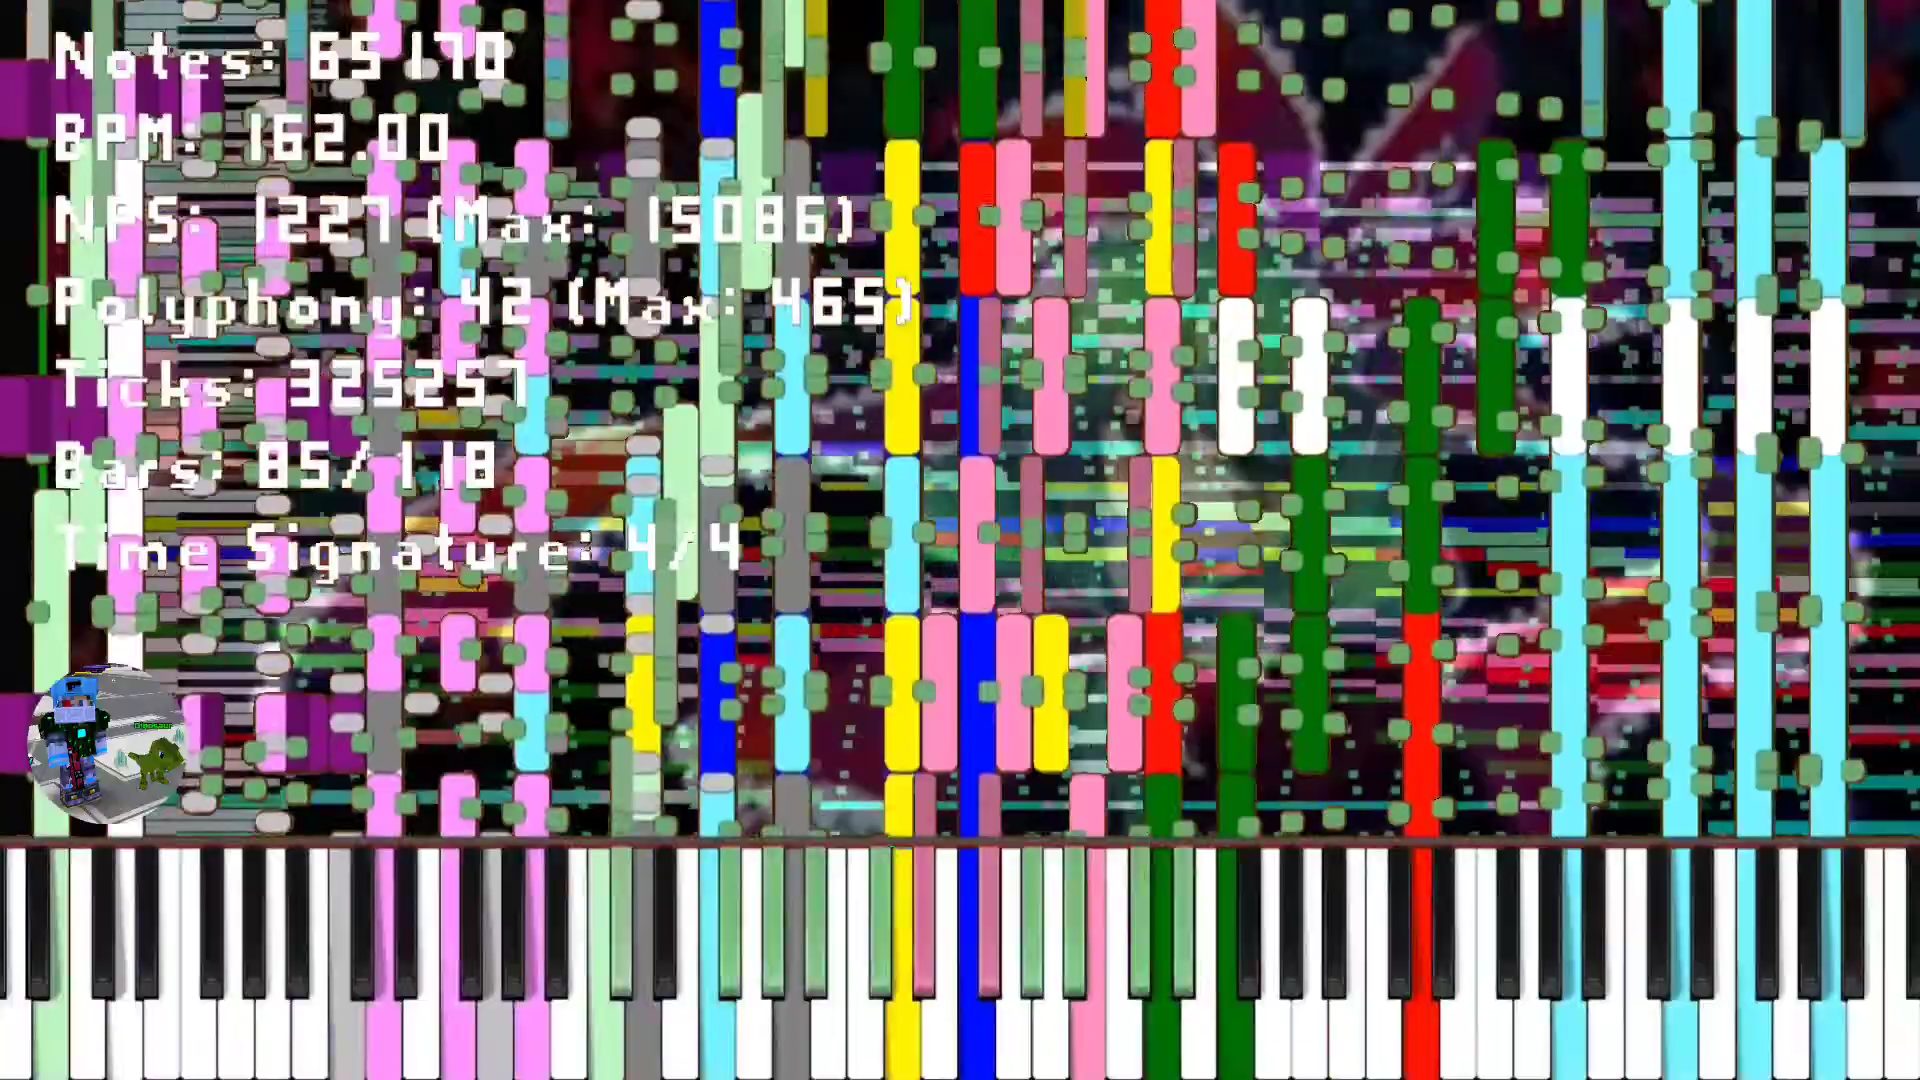 Notes: 65170
BPM: 162.00
NPS: 1227 (Max: 15086)
Polyphony: 42 (Max: 465)
Ticks: 325257
Bars: 85/118
Time Signature: 4/4
Dinosaur